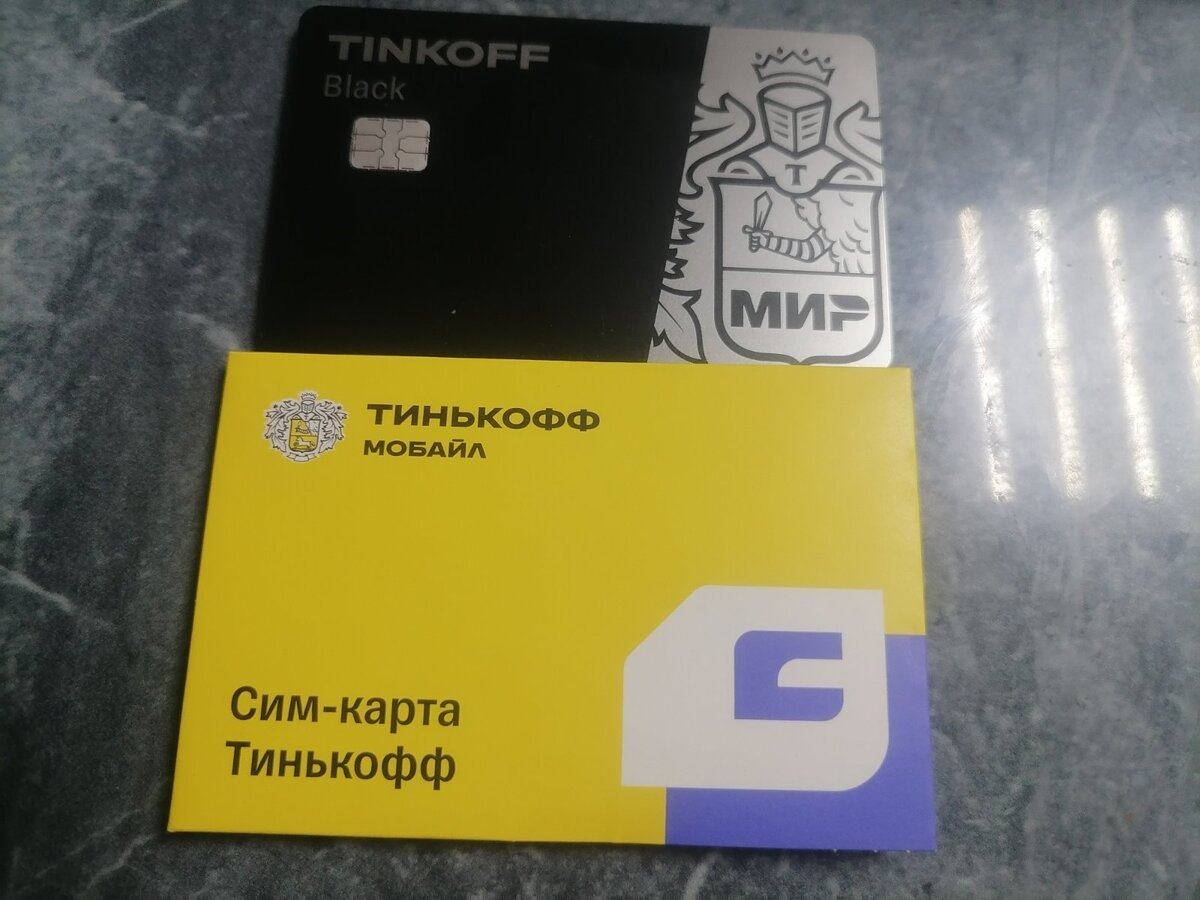 TINKOFF
Black
Т
МИР
ТИНЬКОФФ
МОБАЙЛ
Сим-карта
Тинькофф